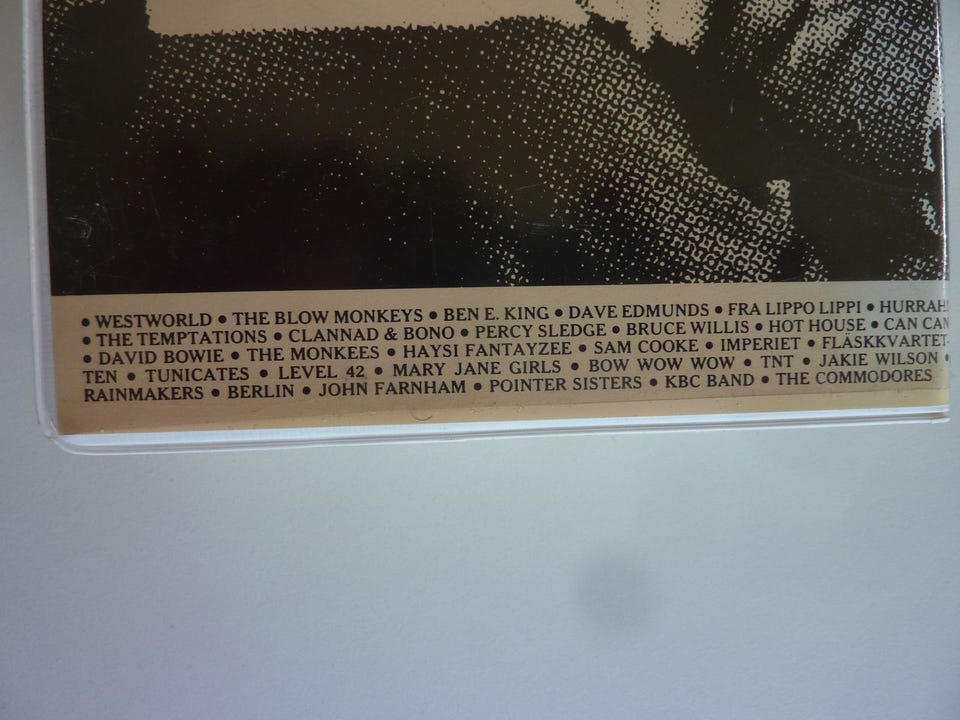 • WESTWORLD • THE BLOW MONKEYS • BEN E. KING • DAVE EDMUNDS • FRA LIPPO LIPPI • HURRAH!
• THE TEMPTATIONS • CLANNAD & BONO • PERCY SLEDGE • BRUCE WILLIS • HOT HOUSE • CAN CAN
• DAVID BOWIE • THE MONKEES • HAYSI FANTAYZEE • SAM COOKE • IMPERIET • FLÄSKKVARTET-
TEN • TUNICATES • LEVEL 42 • MARY JANE GIRLS • BOW WOW WOW • TNT • JAKIE WILSON •
RAINMAKERS • BERLIN • JOHN FARNHAM • POINTER SISTERS • KBC BAND • THE COMMODORES